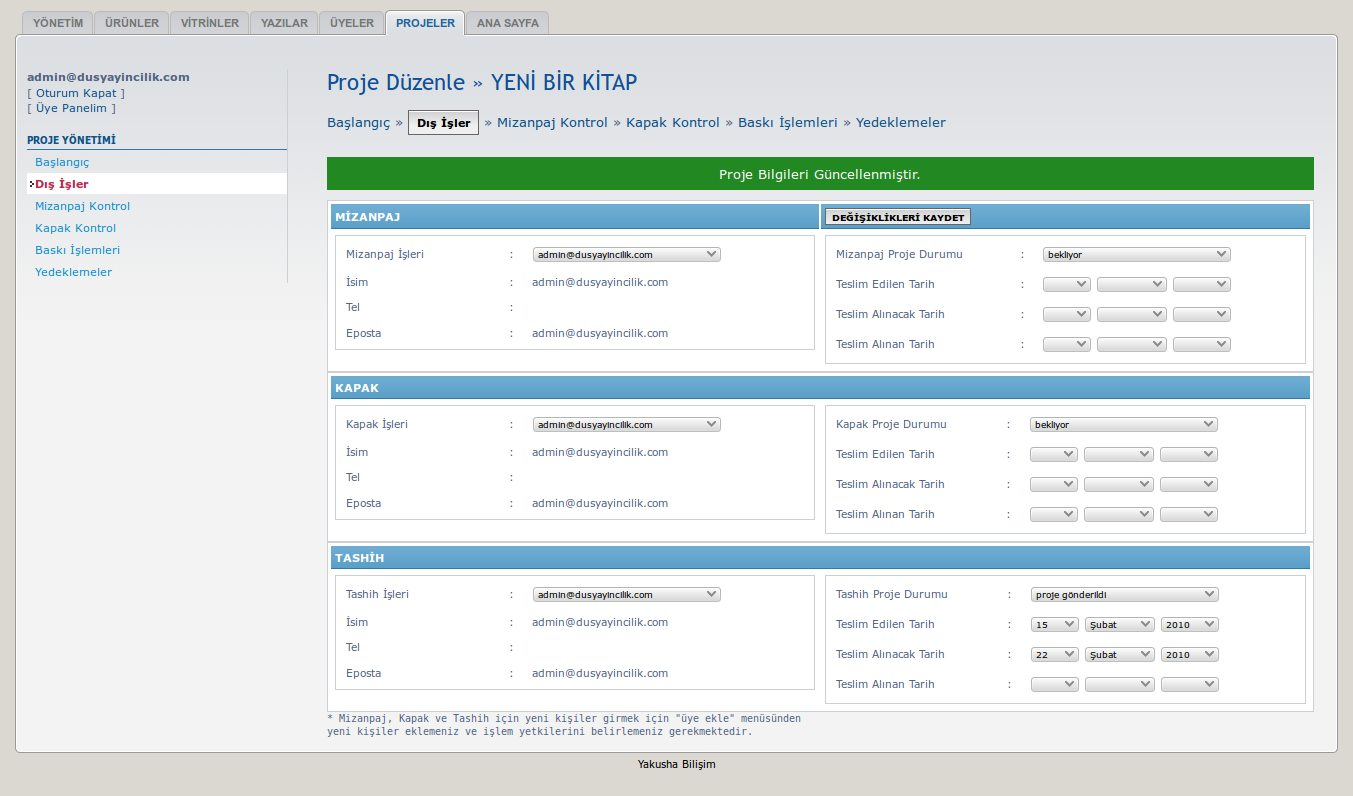 YÖNETİM ÜRÜNLER VİTRİNLER YAZILAR ÜYELER PROJELER ANA SAYFA
admin@dusyayincilik.com
[ Oturum Kapat ]
[ Üye Panelim ]
PROJE YÖNETİMİ
Başlangıç
Dış İşler
Mizanpaj Kontrol
Kapak Kontrol
Baskı İşlemleri
Yedeklemeler
Proje Düzenle » YENİ BİR KİTAP
Başlangıç » Dış İşler » Mizanpaj Kontrol » Kapak Kontrol » Baskı İşlemleri » Yedeklemeler
Proje Bilgileri Güncellenmiştir.
MİZANPAJ DEĞİŞİKLİKLERİ KAYDET
Mizanpaj İşleri : admin@dusyayincilik.com
İsim : admin@dusyayincilik.com
Tel :
Eposta : admin@dusyayincilik.com
Mizanpaj Proje Durumu : bekliyor
Teslim Edilen Tarih :
Teslim Alınacak Tarih :
Teslim Alınan Tarih :
KAPAK
Kapak İşleri : admin@dusyayincilik.com
İsim : admin@dusyayincilik.com
Tel :
Eposta : admin@dusyayincilik.com
Kapak Proje Durumu : bekliyor
Teslim Edilen Tarih :
Teslim Alınacak Tarih :
Teslim Alınan Tarih :
TASHİH
Tashih İşleri : admin@dusyayincilik.com
İsim : admin@dusyayincilik.com
Tel :
Eposta : admin@dusyayincilik.com
Tashih Proje Durumu : proje gönderildi
Teslim Edilen Tarih : 15 Şubat 2010
Teslim Alınacak Tarih : 22 Şubat 2010
Teslim Alınan Tarih :
* Mizanpaj, Kapak ve Tashih için yeni kişiler girmek için "üye ekle" menüsünden
yeni kişiler eklemeniz ve işlem yetkilerini belirlemeniz gerekmektedir.
Yakusha Bilişim